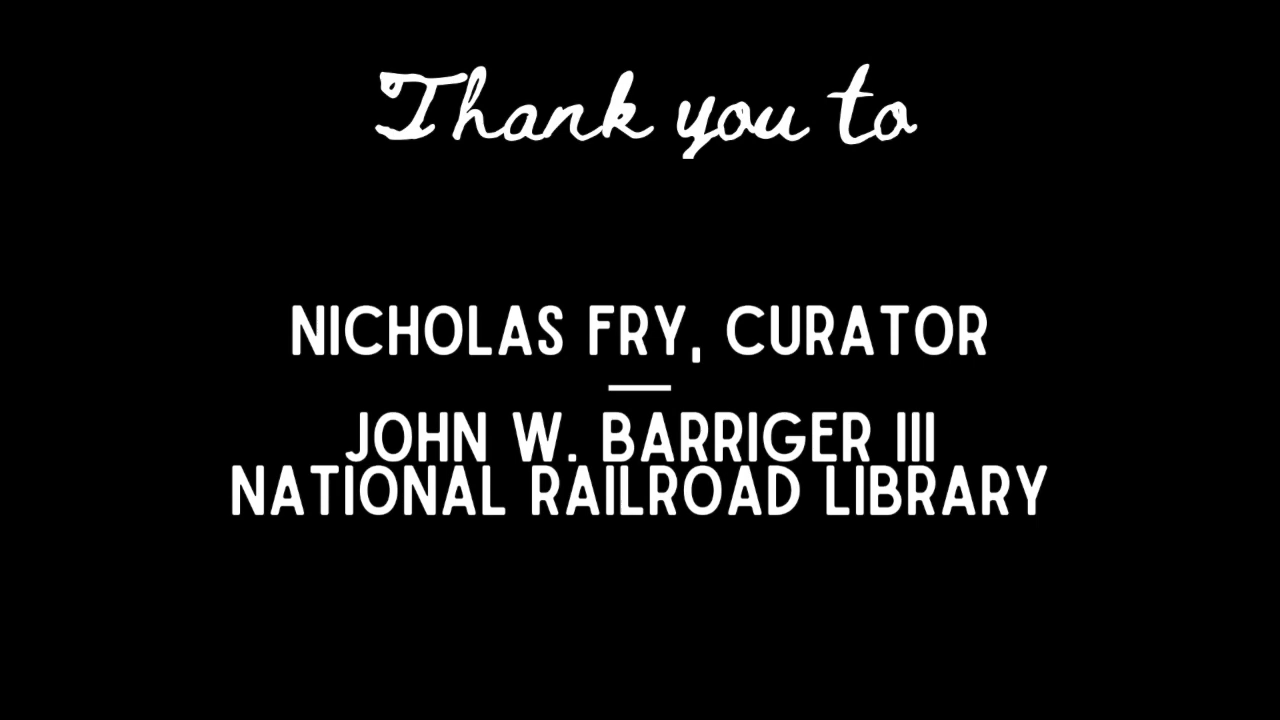 Thank you to
NICHOLAS FRY, CURATOR
—
JOHN W. BARRIGER III
NATIONAL RAILROAD LIBRARY